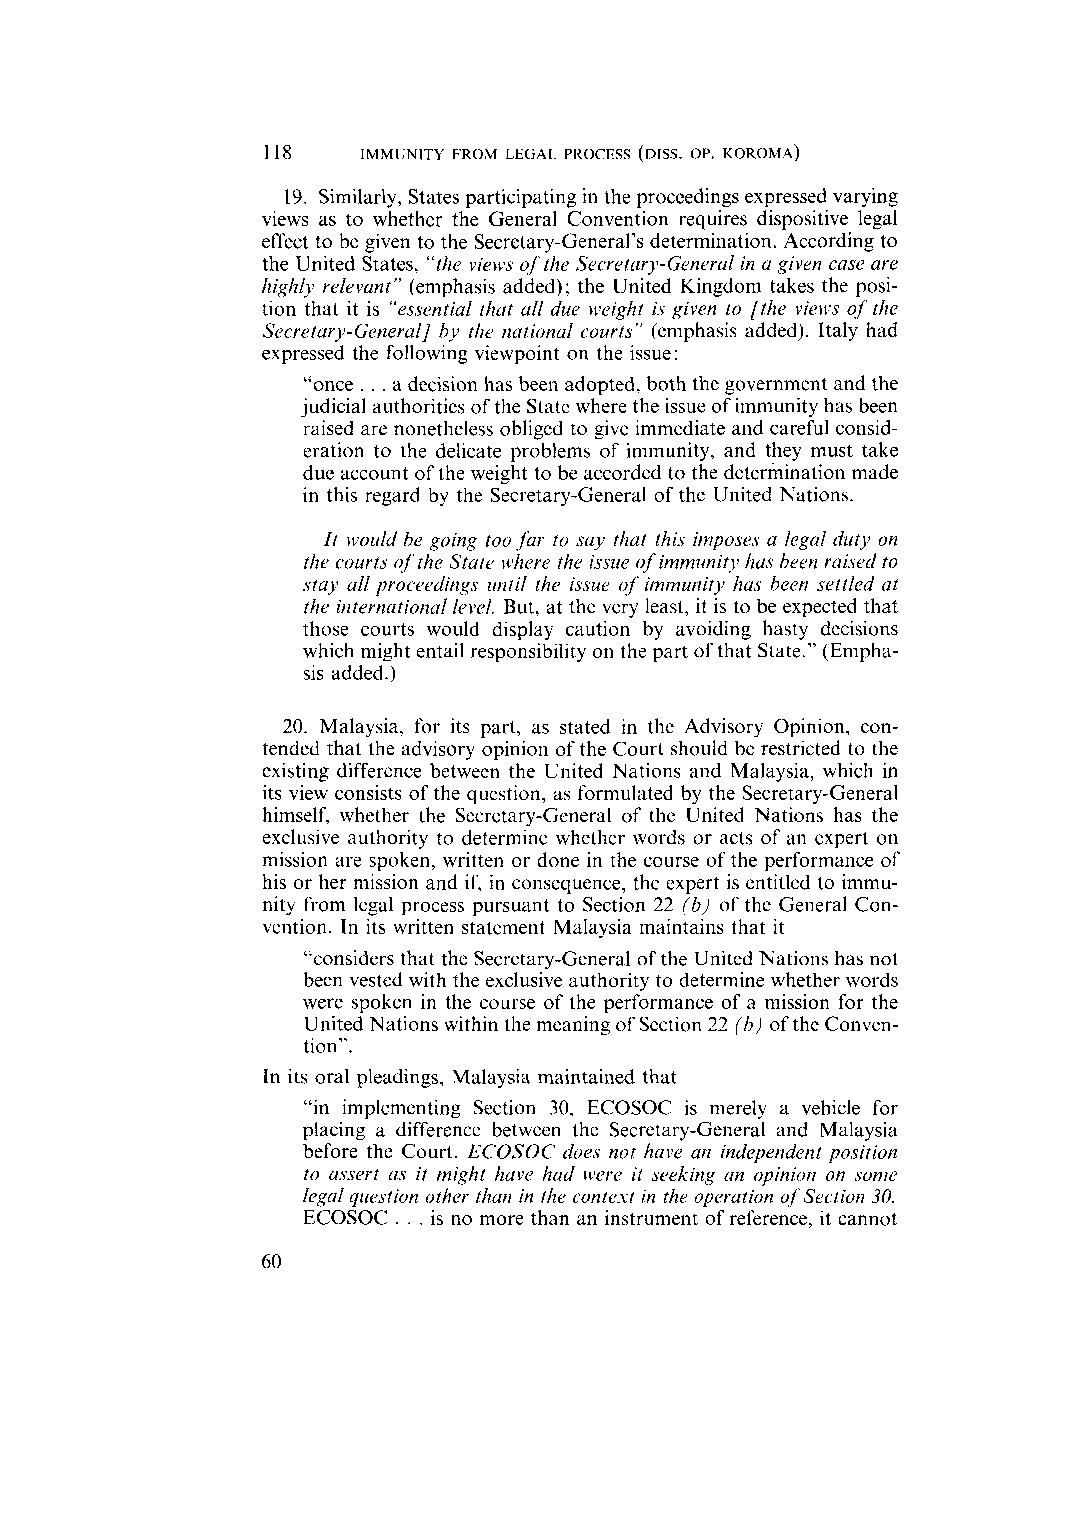 118 IMMUNITY FROM LEGAL PROCESS (DISS. OP. KOROMA)
19. Similarly, States participating in the proceedings expressed varying
views as to whether the General Convention requires dispositive legal
effect to be given to the Secretary-General's determination. According to
the United States, "the views of the Secretary-General in a given case are
highly relevant" (emphasis added); the United Kingdom takes the posi-
tion that it is "essential that all due weight is given to [the views of the
Secretary-General] by the national courts" (emphasis added). Italy had
expressed the following viewpoint on the issue:
"once . . . a decision has been adopted, both the government and the
judicial authorities of the State where the issue of immunity has been
raised are nonetheless obliged to give immediate and careful consid-
eration to the delicate problems of immunity, and they must take
due account of the weight to be accorded to the determination made
in this regard by the Secretary-General of the United Nations.
It would be going too far to say that this imposes a legal duty on
the courts of the State where the issue of immunity has been raised to
stay all proceedings until the issue of immunity has been settled at
the international level. But, at the very least, it is to be expected that
those courts would display caution by avoiding hasty decisions
which might entail responsibility on the part of that State." (Empha-
sis added.)
20. Malaysia, for its part, as stated in the Advisory Opinion, con-
tended that the advisory opinion of the Court should be restricted to the
existing difference between the United Nations and Malaysia, which in
its view consists of the question, as formulated by the Secretary-General
himself, whether the Secretary-General of the United Nations has the
exclusive authority to determine whether words or acts of an expert on
mission are spoken, written or done in the course of the performance of
his or her mission and if, in consequence, the expert is entitled to immu-
nity from legal process pursuant to Section 22 (b) of the General Con-
vention. In its written statement Malaysia maintains that it
"considers that the Secretary-General of the United Nations has not
been vested with the exclusive authority to determine whether words
were spoken in the course of the performance of a mission for the
United Nations within the meaning of Section 22 (b) of the Conven-
tion".
In its oral pleadings, Malaysia maintained that
"in implementing Section 30, ECOSOC is merely a vehicle for
placing a difference between the Secretary-General and Malaysia
before the Court. ECOSOC does not have an independent position
to assert as it might have had were it seeking an opinion on some
legal question other than in the context in the operation of Section 30.
ECOSOC . . . is no more than an instrument of reference, it cannot
60